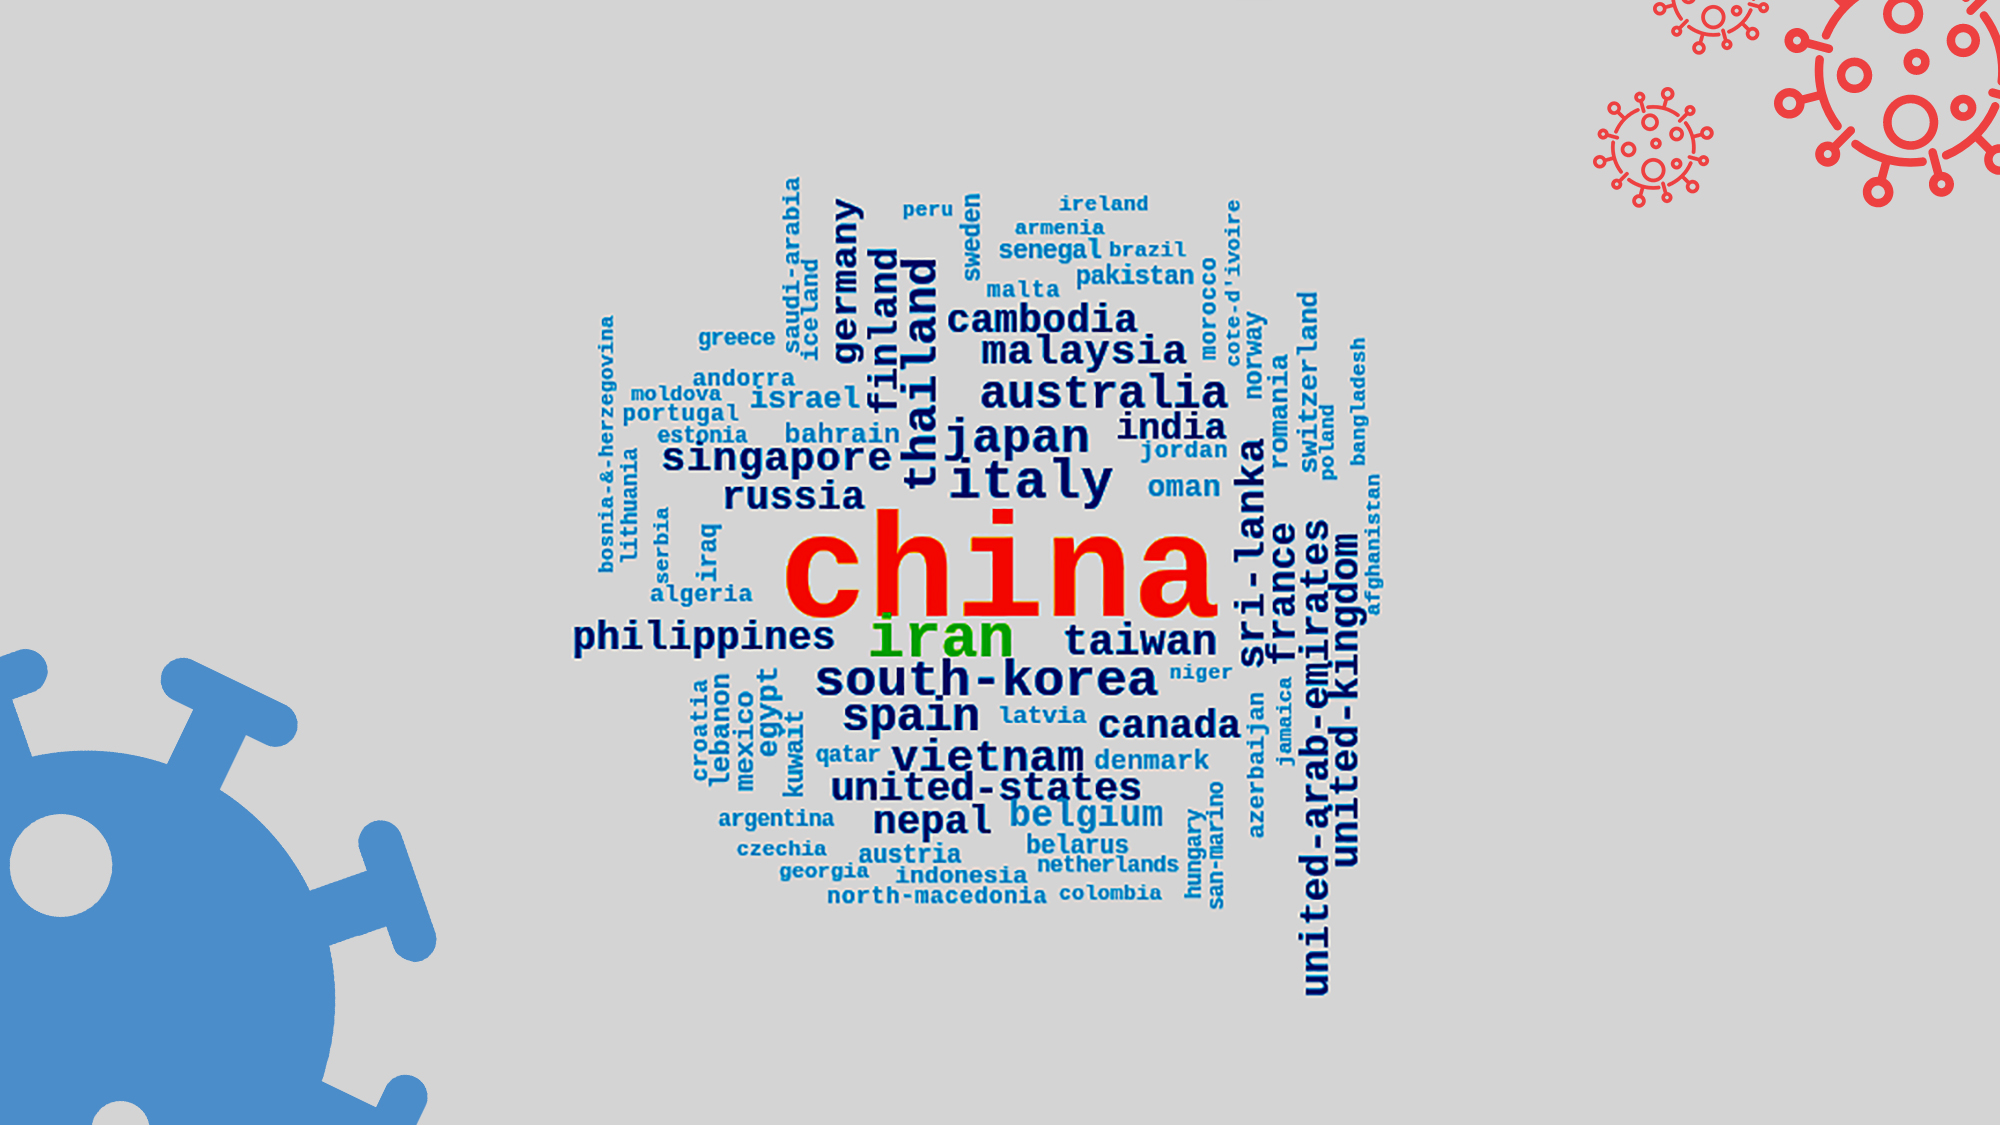 saudi-arabia
germany
peru
sweden
ireland
armenia
senegal
brazil
cote-d'ivoire
pakistan
malta
morocco
iceland
finland
thailand
cambodia
malaysia
norway
switzerland
romania
bangladesh
bosnia-&-herzegovina
greece
andorra
moldova
israel
portugal
australia
poland
estonia
bahrain
japan
india
jordan
singapore
italy
oman
russia
lithuania
serbia
iraq
sri-lanka
afghanistan
china
algeria
france
united-arab-emirates
united-kingdom
philippines
iran
taiwan
south-korea
niger
croatia
lebanon
mexico
egypt
kuwait
spain
latvia
canada
azerbaijan
jamaica
qatar
vietnam
denmark
united-states
argentina
nepal
belgium
hungary
san-marino
czechia
austria
belarus
georgia
indonesia
netherlands
north-macedonia
colombia